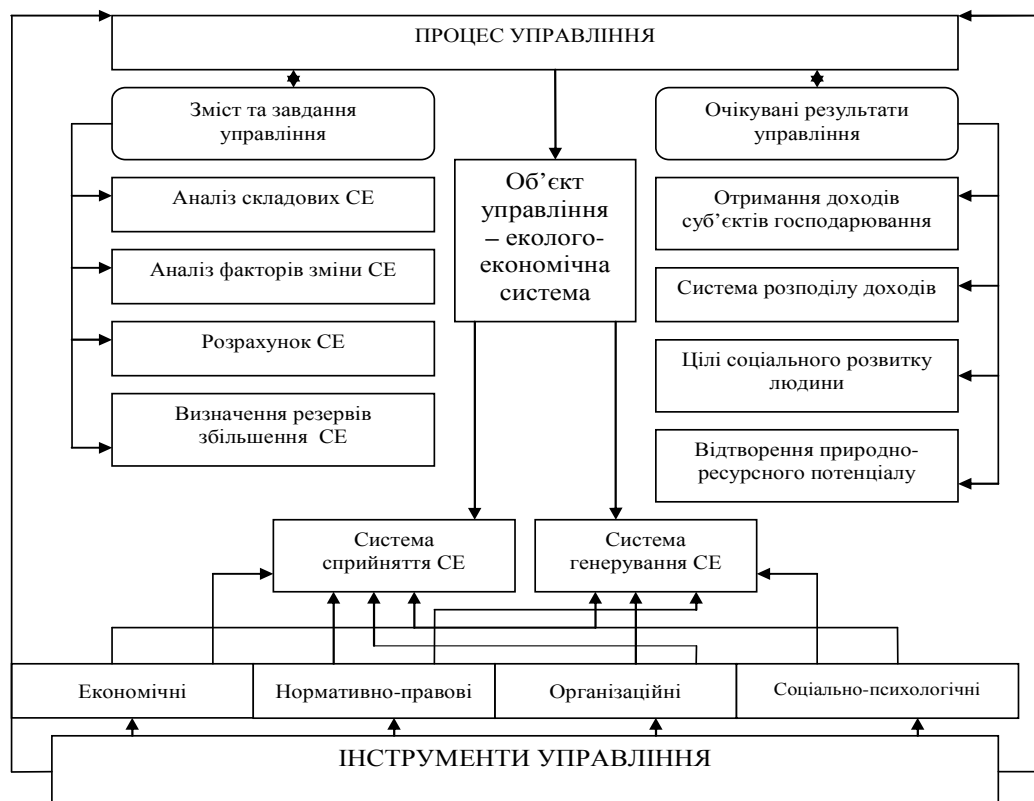 ПРОЦЕС УПРАВЛІННЯ
Зміст та завдання
управління
Очікувані результати
управління
Об’єкт
управління
– еколого-
економічна
система
Аналіз складових СЕ
Аналіз факторів зміни СЕ
Розрахунок СЕ
Визначення резервів
збільшення СЕ
Отримання доходів
суб’єктів господарювання
Система розподілу доходів
Цілі соціального розвитку
людини
Відтворення природно-
ресурсного потенціалу
Система
сприйняття СЕ
Система
генерування СЕ
Економічні
Нормативно-правові
Організаційні
Соціально-психологічні
ІНСТРУМЕНТИ УПРАВЛІННЯ